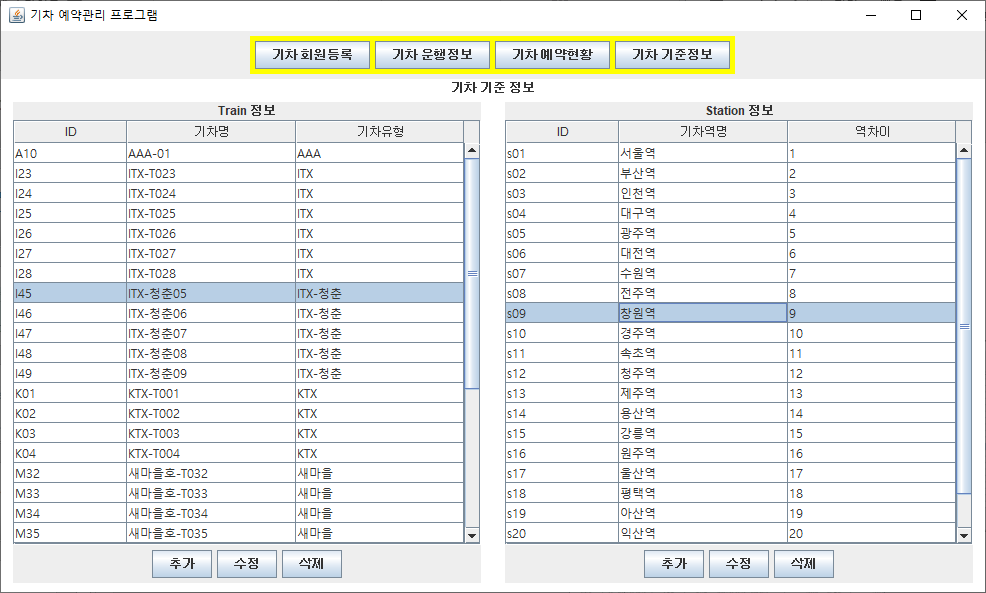 기차 예약관리 프로그램
기차 회원등록 기차 운행정보 기차 예약현황 기차 기준정보
기차 기준 정보
Train 정보
ID 기차명 기차유형
A10 AAA-01 AAA
I23 ITX-T023 ITX
I24 ITX-T024 ITX
I25 ITX-T025 ITX
I26 ITX-T026 ITX
I27 ITX-T027 ITX
I28 ITX-T028 ITX
I45 ITX-청춘05 ITX-청춘
I46 ITX-청춘06 ITX-청춘
I47 ITX-청춘07 ITX-청춘
I48 ITX-청춘08 ITX-청춘
I49 ITX-청춘09 ITX-청춘
K01 KTX-T001 KTX
K02 KTX-T002 KTX
K03 KTX-T003 KTX
K04 KTX-T004 KTX
M32 새마을호-T032 새마을
M33 새마을호-T033 새마을
M34 새마을호-T034 새마을
M35 새마을호-T035 새마을
추가 수정 삭제
Station 정보
ID 기차역명 역차이
s01 서울역 1
s02 부산역 2
s03 인천역 3
s04 대구역 4
s05 광주역 5
s06 대전역 6
s07 수원역 7
s08 전주역 8
s09 창원역 9
s10 경주역 10
s11 속초역 11
s12 청주역 12
s13 제주역 13
s14 용산역 14
s15 강릉역 15
s16 원주역 16
s17 울산역 17
s18 평택역 18
s19 아산역 19
s20 익산역 20
추가 수정 삭제